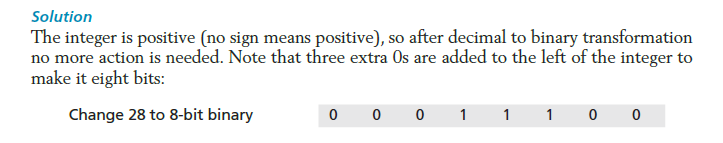 Solution
The integer is positive (no sign means positive), so after decimal to binary transformation
no more action is needed. Note that three extra 0s are added to the left of the integer to
make it eight bits:
Change 28 to 8-bit binary 0 0 0 1 1 1 0 0